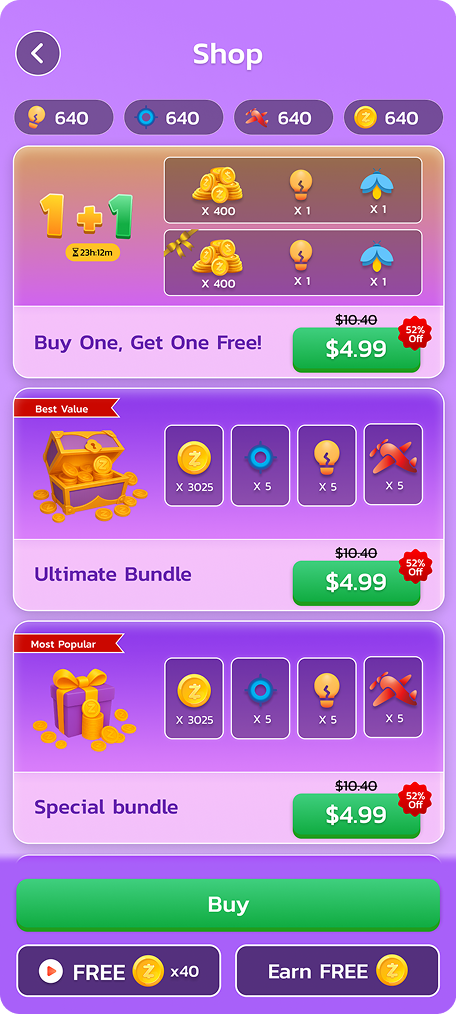 Shop
640
640
640
640
1+1
23h:12m
X 400
X 1
X 1
X 400
X 1
X 1
Buy One, Get One Free!
$10.40
$4.99
52%
Off
Best Value
X 3025
X 5
X 5
X 5
Ultimate Bundle
$10.40
$4.99
52%
Off
Most Popular
X 3025
X 5
X 5
X 5
Special bundle
$10.40
$4.99
52%
Off
Buy
FREE Z x40
Earn FREE Z